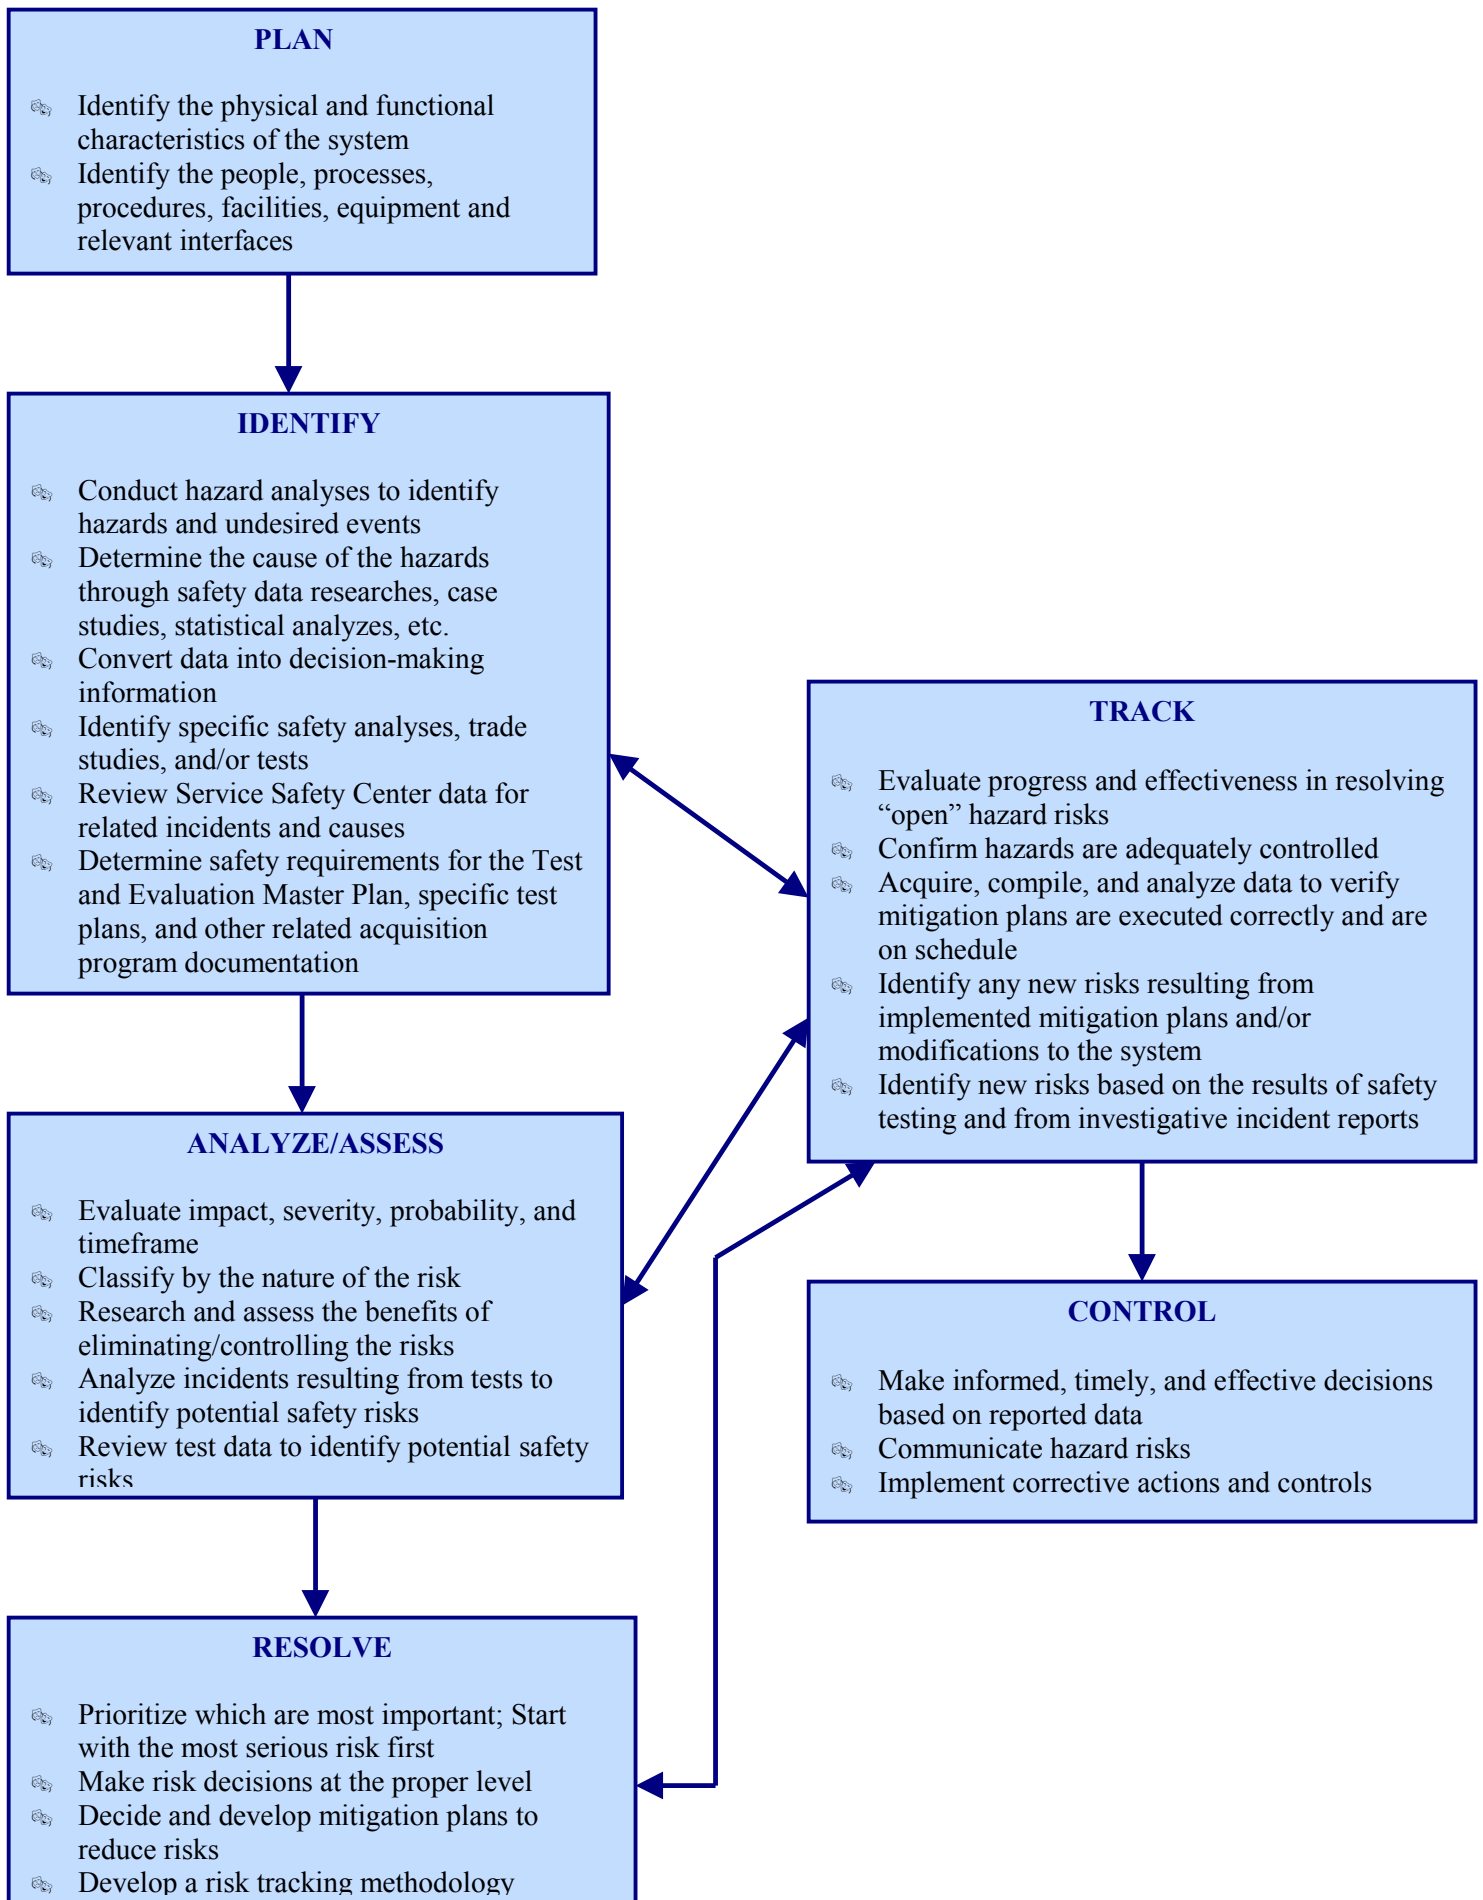 PLAN
Identify the physical and functional
characteristics of the system
Identify the people, processes,
procedures, facilities, equipment and
relevant interfaces
IDENTIFY
Conduct hazard analyses to identify
hazards and undesired events
Determine the cause of the hazards
through safety data researches, case
studies, statistical analyzes, etc.
Convert data into decision-making
information
Identify specific safety analyses, trade
studies, and/or tests
Review Service Safety Center data for
related incidents and causes
Determine safety requirements for the Test
and Evaluation Master Plan, specific test
plans, and other related acquisition
program documentation
ANALYZE/ASSESS
Evaluate impact, severity, probability, and
timeframe
Classify by the nature of the risk
Research and assess the benefits of
eliminating/controlling the risks
Analyze incidents resulting from tests to
identify potential safety risks
Review test data to identify potential safety
risks
RESOLVE
Prioritize which are most important; Start
with the most serious risk first
Make risk decisions at the proper level
Decide and develop mitigation plans to
reduce risks
Develop a risk tracking methodology
TRACK
Evaluate progress and effectiveness in resolving
“open” hazard risks
Confirm hazards are adequately controlled
Acquire, compile, and analyze data to verify
mitigation plans are executed correctly and are
on schedule
Identify any new risks resulting from
implemented mitigation plans and/or
modifications to the system
Identify new risks based on the results of safety
testing and from investigative incident reports
CONTROL
Make informed, timely, and effective decisions
based on reported data
Communicate hazard risks
Implement corrective actions and controls